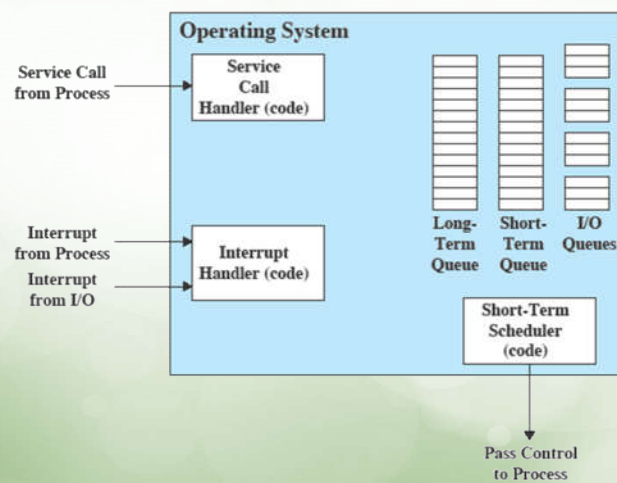 Operating System
Service Call
from Process
Service
Call
Handler (code)
Interrupt
from Process
Interrupt
from I/O
Interrupt
Handler (code)
Long-
Term
Queue
Short-
Term
Queue
I/O
Queues
Short-Term
Scheduler
(code)
Pass Control
to Process